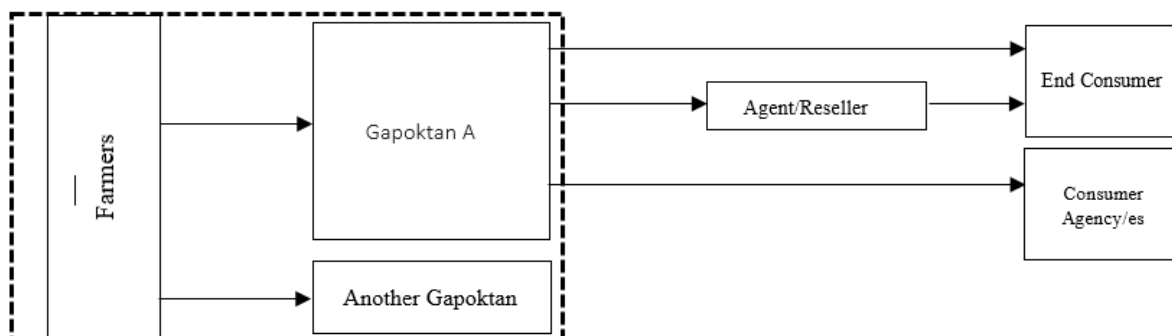 Farmers
Gapoktan A
Another Gapoktan
Agent/Reseller
End Consumer
Consumer
Agency/es